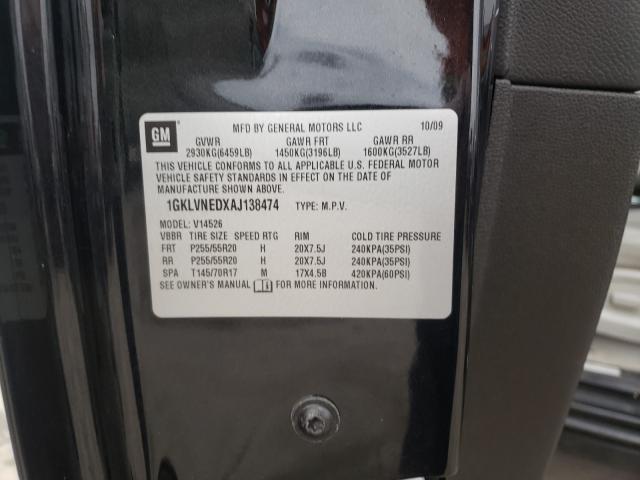 GM
MFD BY GENERAL MOTORS LLC 10/09
GVWR GAWR FRT GAWR RR
2930KG(6459LB) 1450KG(3196LB) 1600KG(3527LB)
THIS VEHICLE CONFORMS TO ALL APPLICABLE U.S. FEDERAL MOTOR
VEHICLE SAFETY STANDARDS IN EFFECT ON THE DATE OF
MANUFACTURE SHOWN ABOVE.
1GKLVNEDXAJ138474 TYPE: M.P.V.
MODEL: V14526
VBBR TIRE SIZE SPEED RTG RIM COLD TIRE PRESSURE
FRT P255/55R20 H 20X7.5J 240KPA(35PSI)
RR P255/55R20 H 20X7.5J 240KPA(35PSI)
SPA T145/70R17 M 17X4.5B 420KPA(60PSI)
SEE OWNER'S MANUAL FOR MORE INFORMATION.